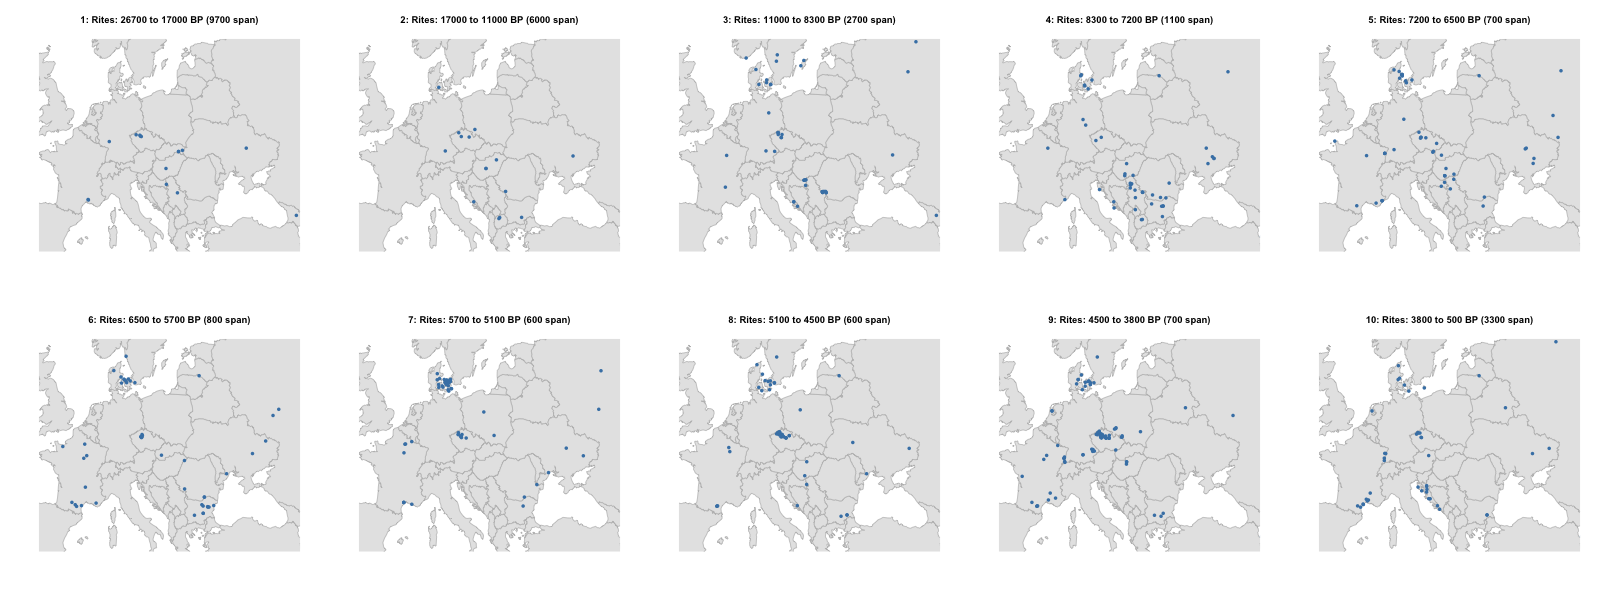 1: Rites: 26700 to 17000 BP (9700 span)
2: Rites: 17000 to 11000 BP (6000 span)
3: Rites: 11000 to 8300 BP (2700 span)
4: Rites: 8300 to 7200 BP (1100 span)
5: Rites: 7200 to 6500 BP (700 span)
6: Rites: 6500 to 5700 BP (800 span)
7: Rites: 5700 to 5100 BP (600 span)
8: Rites: 5100 to 4500 BP (600 span)
9: Rites: 4500 to 3800 BP (700 span)
10: Rites: 3800 to 500 BP (3300 span)